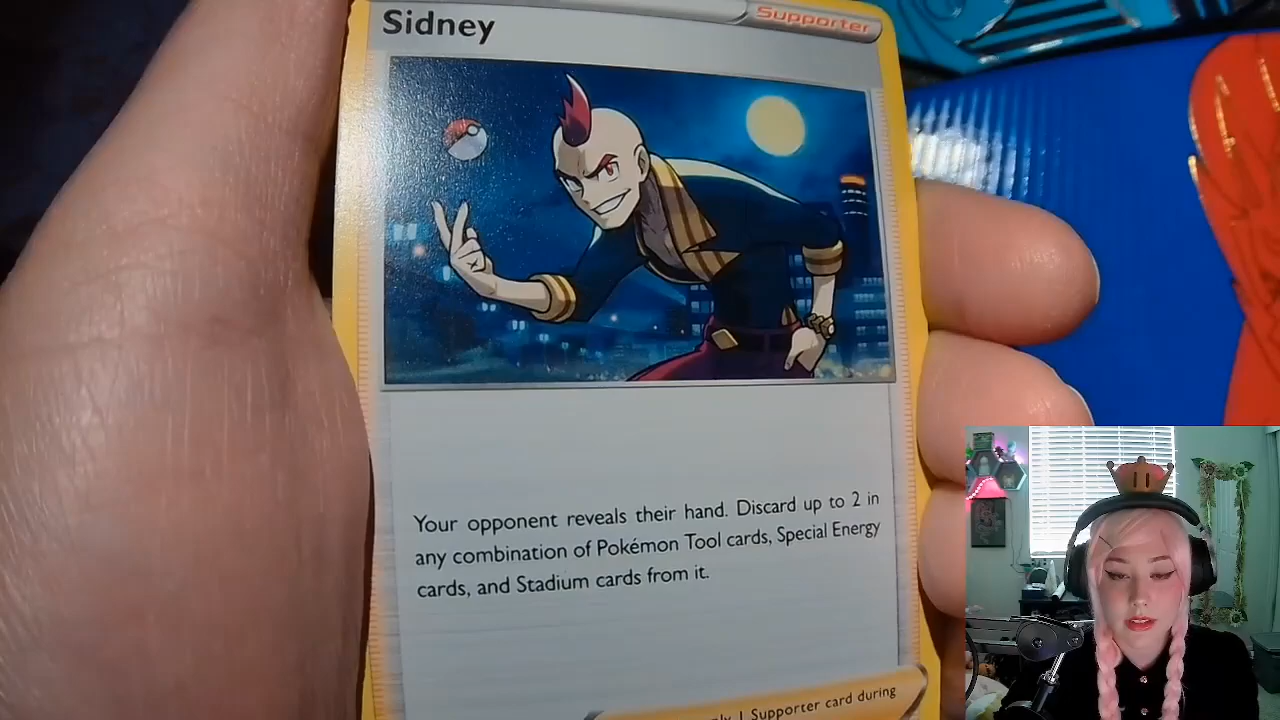 Sidney
Supporter
Your opponent reveals their hand. Discard up to 2 in
any combination of Pokémon Tool cards, Special Energy
cards, and Stadium cards from it.
1 Supporter card during